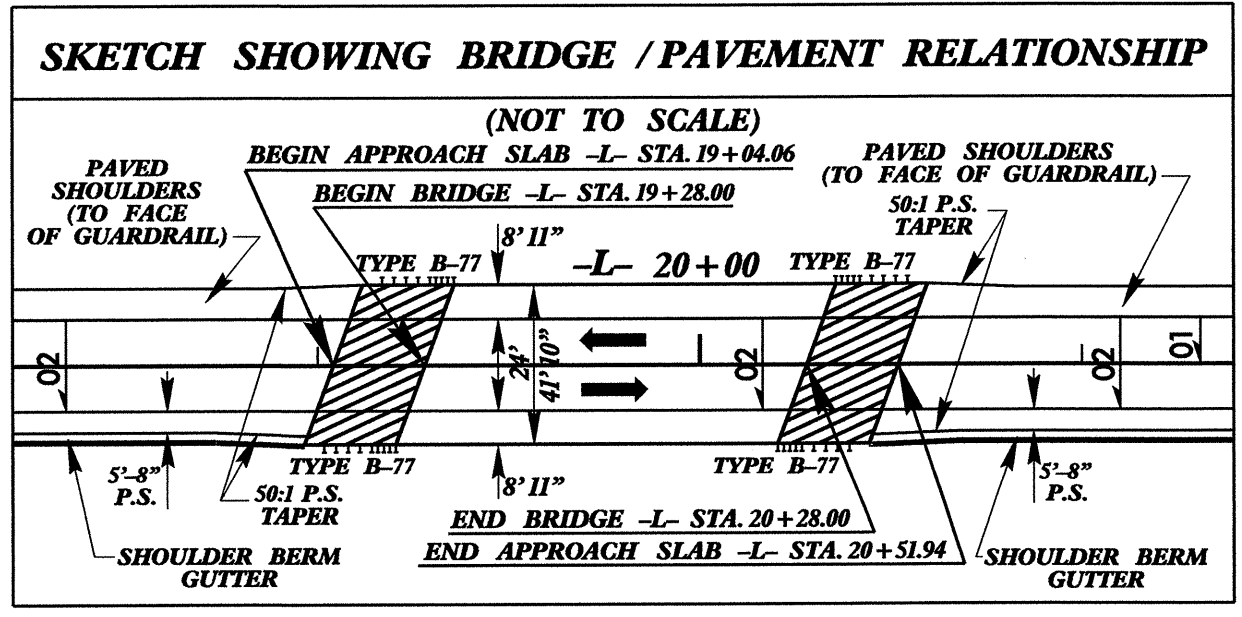 SKETCH SHOWING BRIDGE / PAVEMENT RELATIONSHIP
(NOT TO SCALE)
PAVED
SHOULDERS
(TO FACE
OF GUARDRAIL)
BEGIN APPROACH SLAB –L– STA. 19+04.06
BEGIN BRIDGE –L– STA. 19+28.00
PAVED SHOULDERS
(TO FACE OF GUARDRAIL)
50:1 P.S.
TAPER
8' 11"
TYPE B–77
–L– 20+00
TYPE B–77
02
24'
41' 10"
02
02
01
TYPE B–77
TYPE B–77
5'–8"
P.S.
50:1 P.S.
TAPER
8' 11"
5'–8"
P.S.
END BRIDGE –L– STA. 20+28.00
END APPROACH SLAB –L– STA. 20+51.94
SHOULDER BERM
GUTTER
SHOULDER BERM
GUTTER